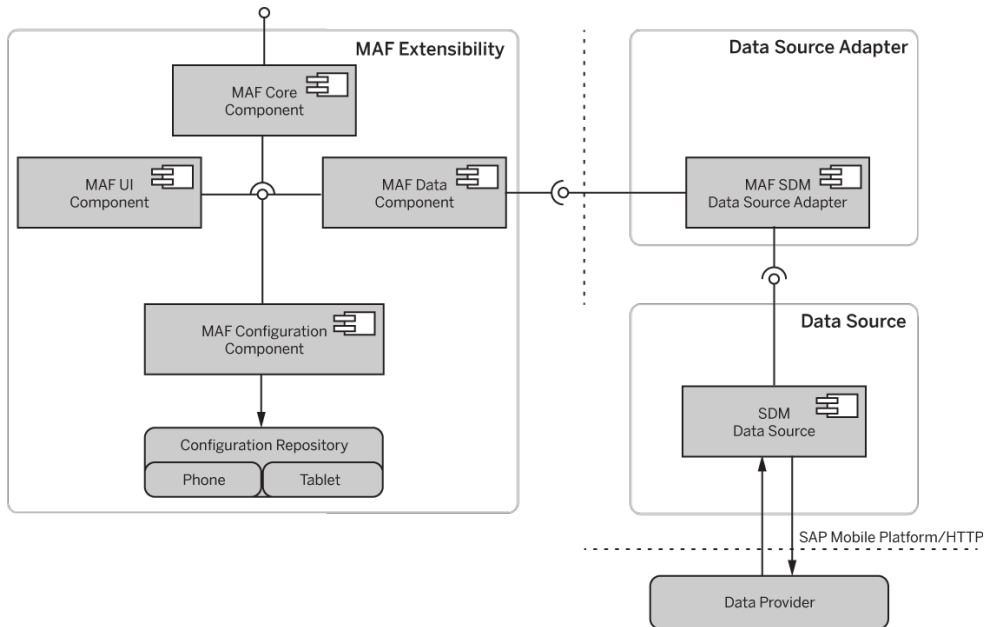 MAF Extensibility
MAF Core
Component
MAF UI
Component
MAF Data
Component
MAF Configuration
Component
Configuration Repository
Phone
Tablet
Data Source Adapter
MAF SDM
Data Source Adapter
Data Source
SDM
Data Source
SAP Mobile Platform/HTTP
Data Provider